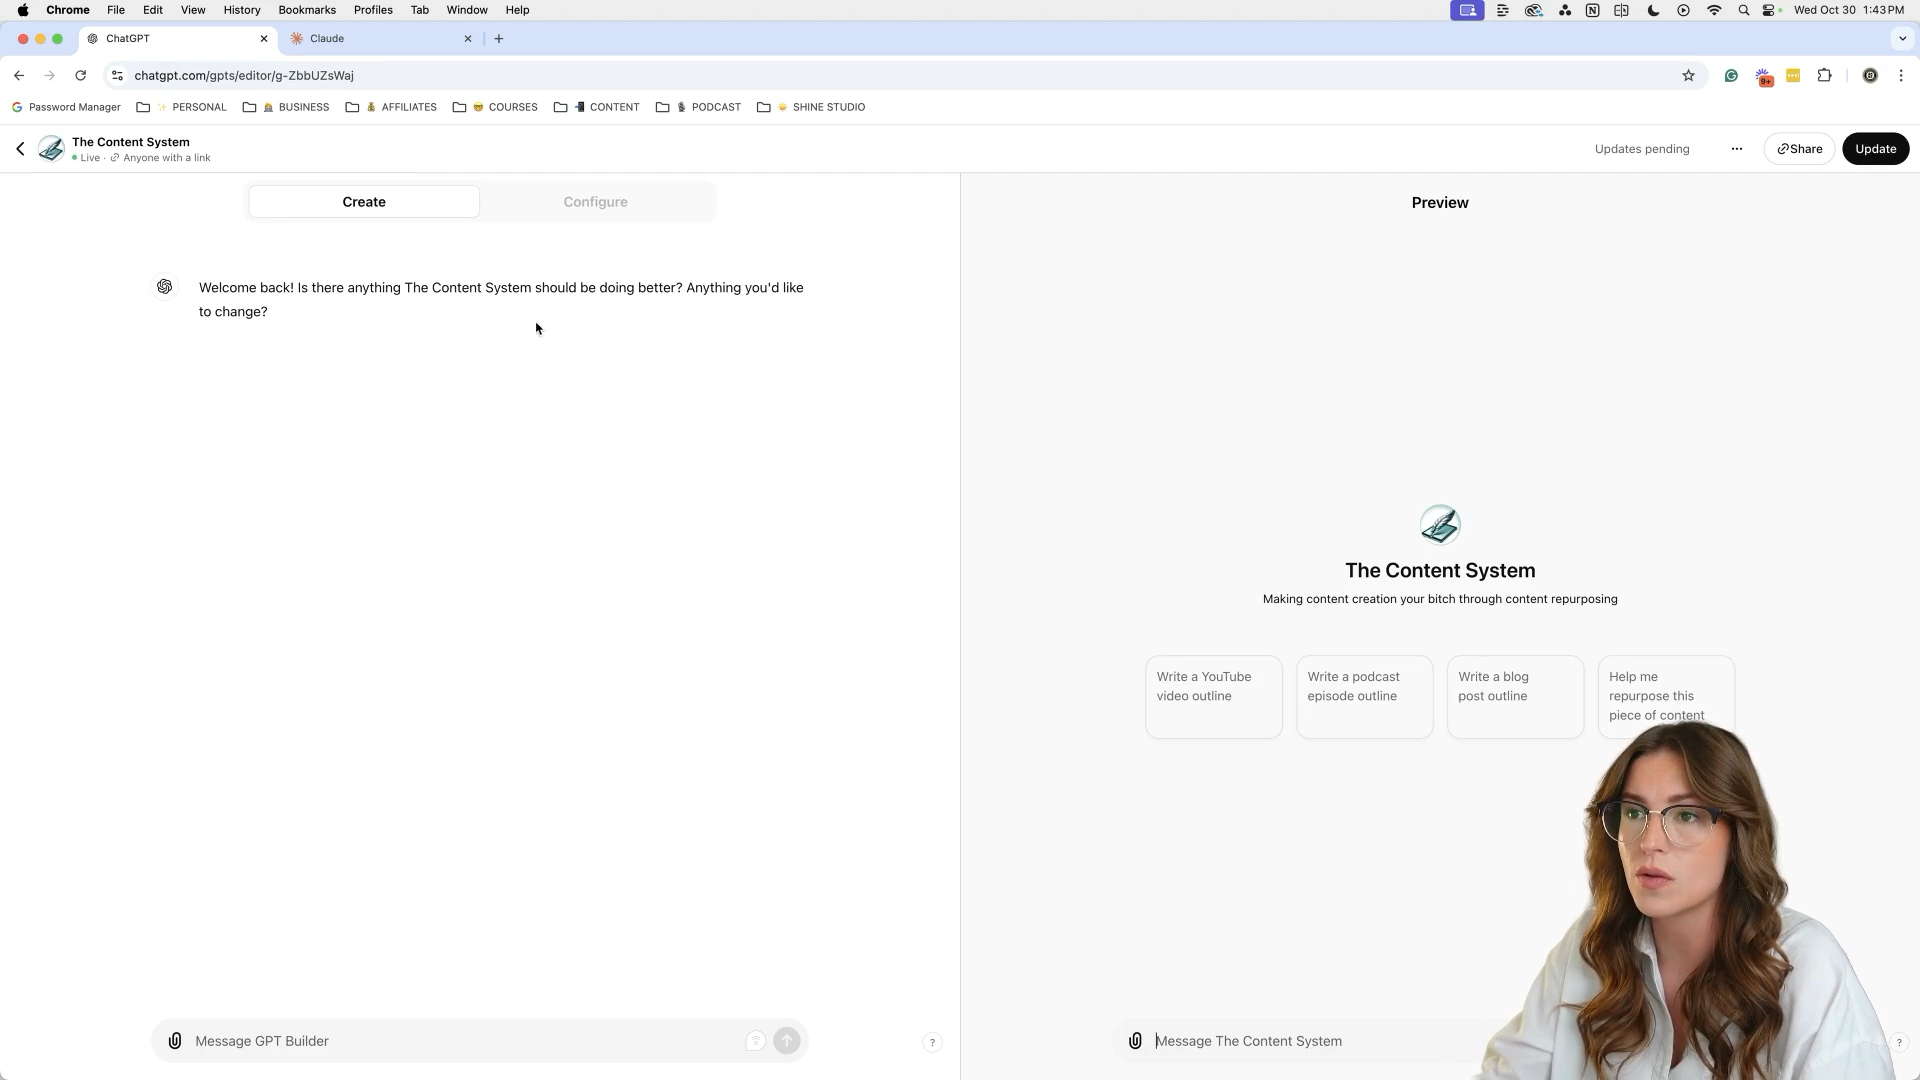 Chrome File Edit View History Bookmarks Profiles Tab Window Help
Wed Oct 30 1:43 PM
ChatGPT
Claude
chatgpt.com/gpts/editor/g-ZbbUZsWaj
9+
Password Manager
PERSONAL
BUSINESS
AFFILIATES
COURSES
CONTENT
PODCAST
SHINE STUDIO
The Content System
Live · Anyone with a link
Updates pending
Share
Update
Create
Configure
Preview
Welcome back! Is there anything The Content System should be doing better? Anything you'd like
to change?
The Content System
Making content creation your bitch through content repurposing
Write a YouTube
video outline
Write a podcast
episode outline
Write a blog
post outline
Help me
repurpose this
piece of content
Message GPT Builder
?
Message The Content System
?